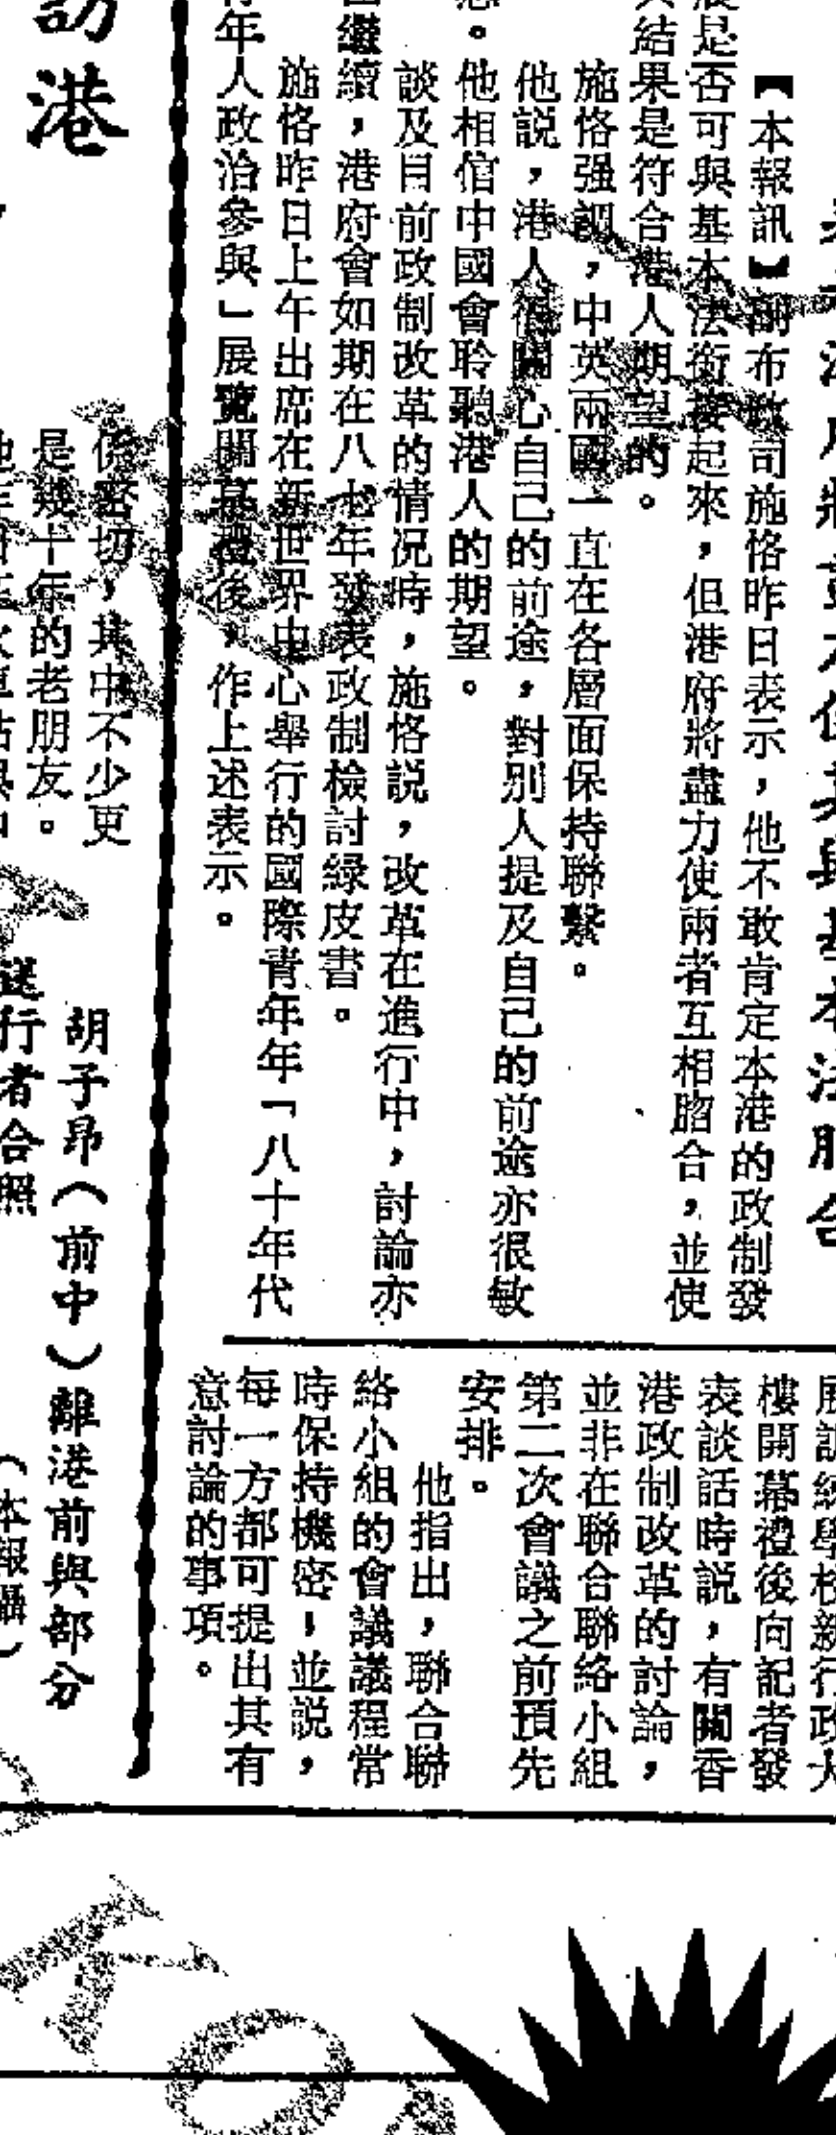 【本報訊】副布政司施恪昨日表示，他不敢肯定本港的政制發
展是否可與基本法銜接起來，但港府將盡力使兩者互相脗合，並使
結果是符合港人期望的。
施恪强調，中英兩國一直在各層面保持聯繫。
他説，港人很關心自己的前途，對別人提及自己的前途亦很敏
。他相信中國會聆聽港人的期望。
談及目前政制改革的情况時，施恪説，改革在進行中，討論亦
繼續，港府會如期在八七年發表政制檢討緑皮書。
施恪昨日上午出席在新世界中心舉行的國際青年年「八十年代
年人政治參與」展覽開幕禮後，作上述表示。
樓開幕禮後向記者發
表談話時説，有關香
港政制改革的討論，
並非在聯合聯絡小組
第二次會議之前預先
安排。
他指出，聯合聯
絡小組的會議議程常
時保持機密，並説，
每一方都可提出其有
意討論的事項。
訪港
係密切，其中不少更
是幾十年的老朋友。
胡子昂（前中）離港前與部分
送行者合照
（本報攝）